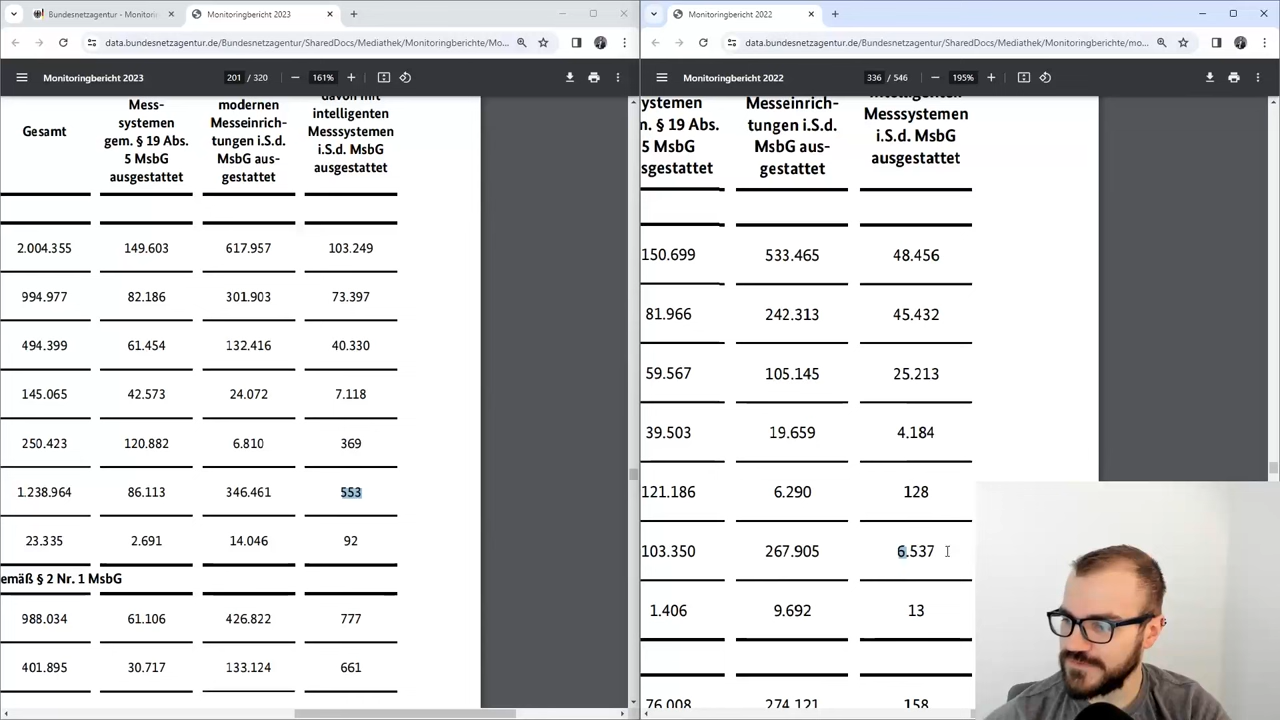 Bundesnetzagentur - Monitorin
Monitoringbericht 2023
data.bundesnetzagentur.de/Bundesnetzagentur/SharedDocs/Mediathek/Monitoringberichte/Mo...
Monitoringbericht 2023
201 / 320
161%
Gesamt
Mess-
systemen
gem. § 19 Abs.
5 MsbG
ausgestattet
modernen
Messeinrich-
tungen i.S.d.
MsbG aus-
gestattet
davon mit
intelligenten
Messsystemen
i.S.d. MsbG
ausgestattet
2.004.355 149.603 617.957 103.249
994.977 82.186 301.903 73.397
494.399 61.454 132.416 40.330
145.065 42.573 24.072 7.118
250.423 120.882 6.810 369
1.238.964 86.113 346.461 553
23.335 2.691 14.046 92
emäß § 2 Nr. 1 MsbG
988.034 61.106 426.822 777
401.895 30.717 133.124 661
Monitoringbericht 2022
data.bundesnetzagentur.de/Bundesnetzagentur/SharedDocs/Mediathek/Monitoringberichte/mo...
Monitoringbericht 2022
336 / 546
195%
ystemen
n. § 19 Abs.
5 MsbG
sgestattet
Messeinrich-
tungen i.S.d.
MsbG aus-
gestattet
intelligenten
Messsystemen
i.S.d. MsbG
ausgestattet
150.699 533.465 48.456
81.966 242.313 45.432
59.567 105.145 25.213
39.503 19.659 4.184
121.186 6.290 128
103.350 267.905 6.537
1.406 9.692 13
76.008 274.121 158